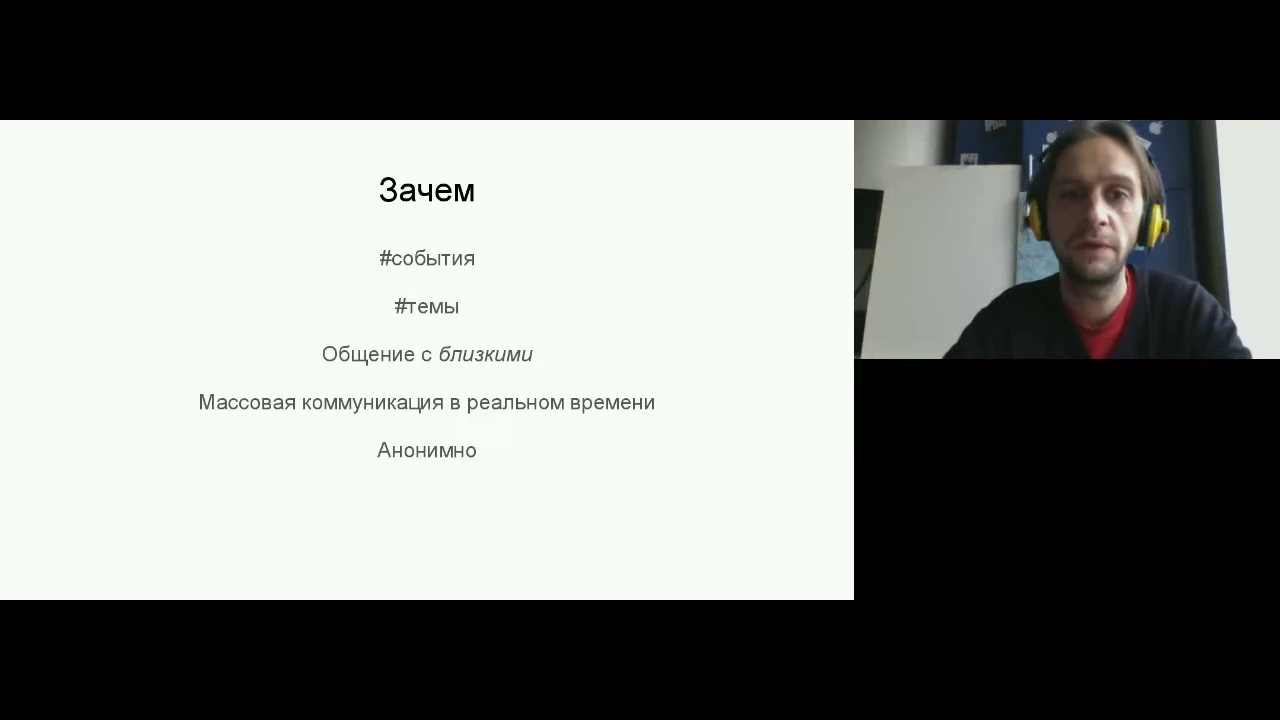 Зачем
#события
#темы
Общение с близкими
Массовая коммуникация в реальном времени
Анонимно